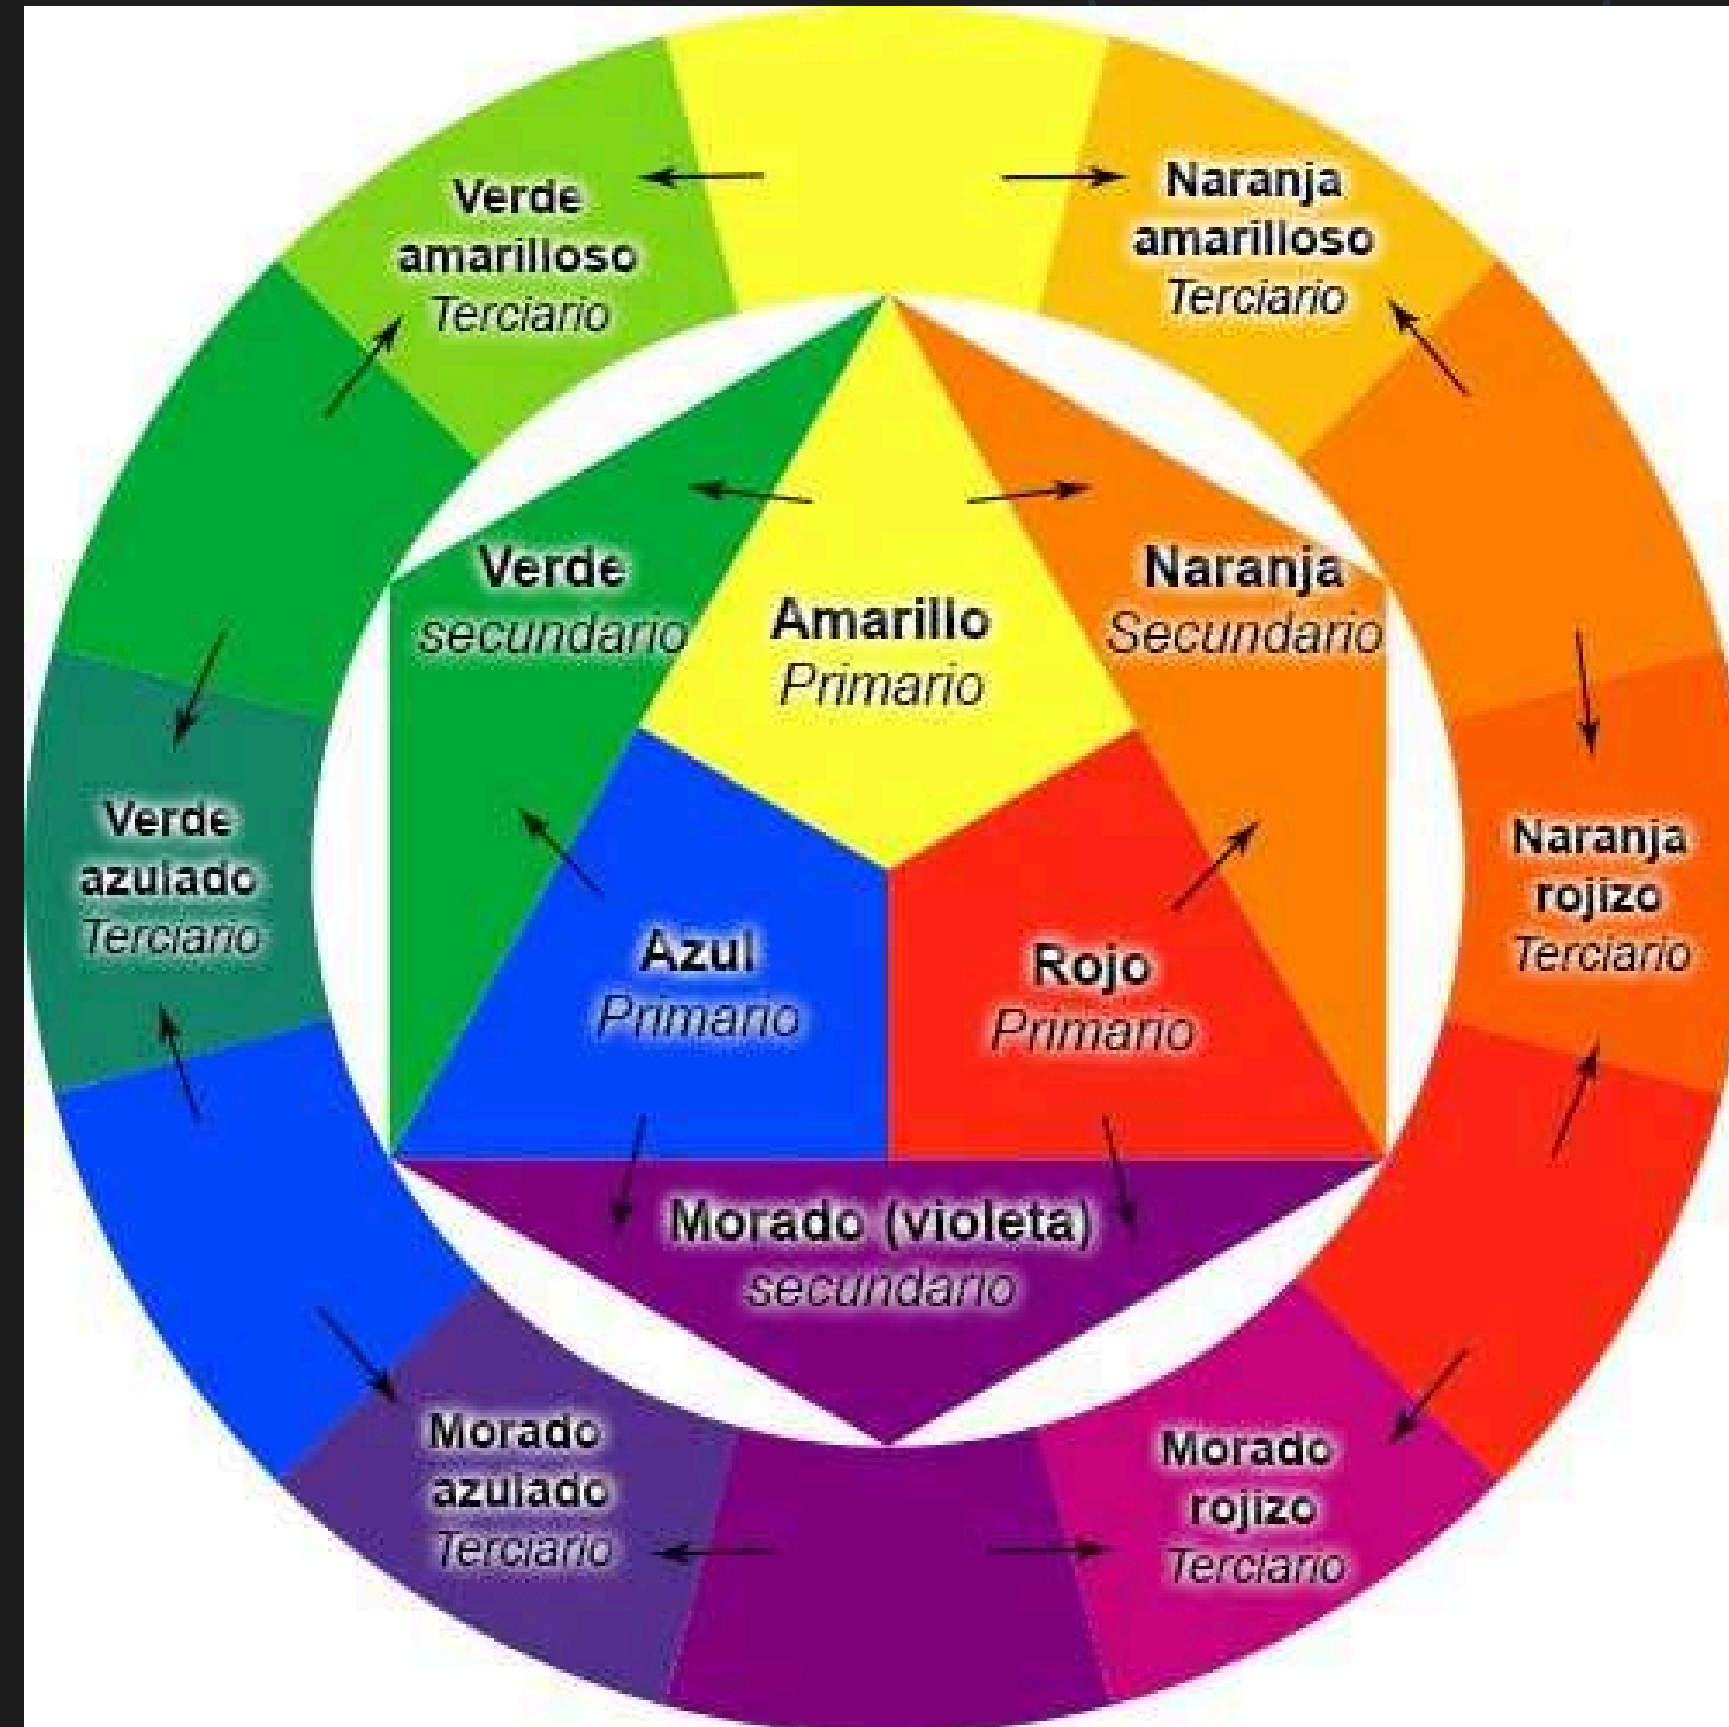 Verde
amarilloso
Terciario
Naranja
amarilloso
Terciario
Verde
secundario
Amarillo
Primario
Naranja
Secundario
Verde
azulado
Terciario
Azul
Primario
Rojo
Primario
Naranja
rojizo
Terciario
Morado (violeta)
secundario
Morado
azulado
Terciario
Morado
rojizo
Terciario